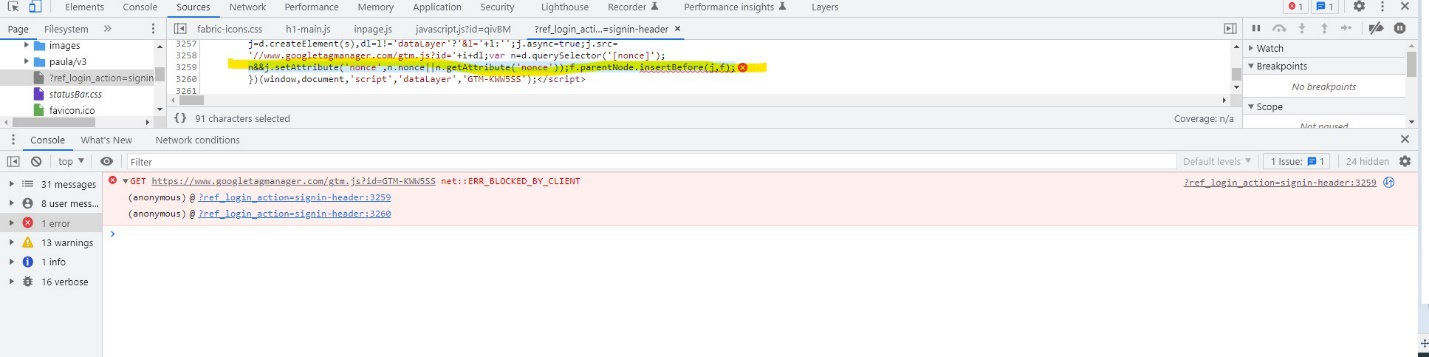 Elements Console Sources Network Performance Memory Application Security Lighthouse Recorder Performance insights Layers 1 1
Page Filesystem » fabric-icons.css h1-main.js inpage.js javascript.js?id=qivBM ?ref_login_acti…=signin-header ×
images
paula/v3
?ref_login_action=signin
statusBar.css
favicon.ico
3257 j=d.createElement(s),dl=l!='dataLayer'?'&l='+l:'';j.async=true;j.src=
3258 '//www.googletagmanager.com/gtm.js?id='+i+dl;var n=d.querySelector('[nonce]');
3259 n&&j.setAttribute('nonce',n.nonce||n.getAttribute('nonce'));f.parentNode.insertBefore(j,f);
3260 })(window,document,'script','dataLayer','GTM-KWW5SS');</script>
3261
{} 91 characters selected Coverage: n/a
Watch
Breakpoints
No breakpoints
Scope
Not paused
Console What's New Network conditions
top Filter Default levels 1 Issue: 1 24 hidden
31 messages
8 user mess...
1 error
13 warnings
1 info
16 verbose
GET https://www.googletagmanager.com/gtm.js?id=GTM-KWW5SS net::ERR_BLOCKED_BY_CLIENT ?ref_login_action=signin-header:3259
(anonymous) @ ?ref_login_action=signin-header:3259
(anonymous) @ ?ref_login_action=signin-header:3260
>